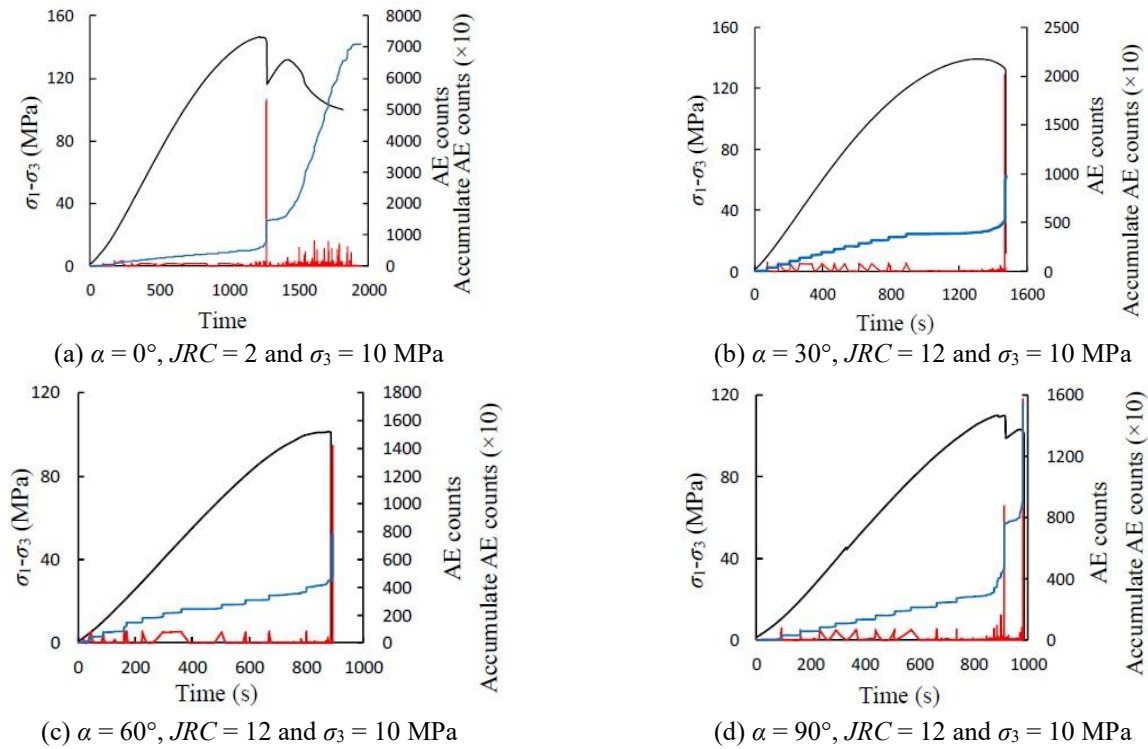 160
120
80
40
0
σ₁-σ₃ (MPa)
8000
7000
6000
5000
4000
3000
2000
1000
0
AE counts
Accumulate AE counts (×10)
0 500 1000 1500 2000
Time
(a) α = 0°, JRC = 2 and σ₃ = 10 MPa
160
120
80
40
0
σ₁-σ₃ (MPa)
2500
2000
1500
1000
500
0
AE counts
Accumulate AE counts (×10)
0 400 800 1200 1600
Time (s)
(b) α = 30°, JRC = 12 and σ₃ = 10 MPa
120
80
40
0
σ₁-σ₃ (MPa)
1800
1600
1400
1200
1000
800
600
400
200
0
AE counts
Accumulate AE counts (×10)
0 200 400 600 800 1000
Time (s)
(c) α = 60°, JRC = 12 and σ₃ = 10 MPa
120
80
40
0
σ₁-σ₃ (MPa)
1600
1200
800
400
0
AE counts
Accumulate AE counts (×10)
0 200 400 600 800 1000
Time (s)
(d) α = 90°, JRC = 12 and σ₃ = 10 MPa